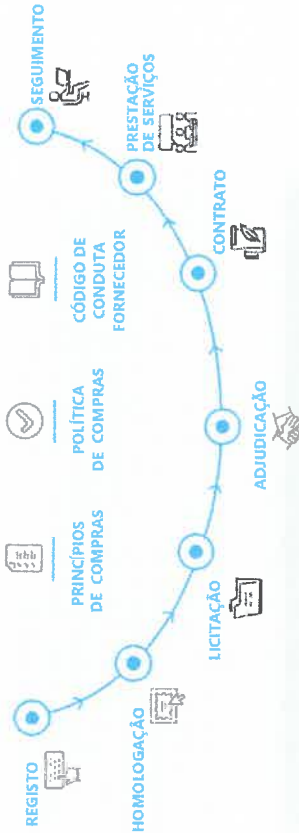 REGISTO
HOMOLOGAÇÃO
LICITAÇÃO
ADJUDICAÇÃO
CONTRATO
PRESTAÇÃO
DE SERVIÇOS
SEGUIMENTO
PRINCÍPIOS
DE COMPRAS
POLÍTICA
DE COMPRAS
CÓDIGO DE
CONDUTA
FORNECEDOR